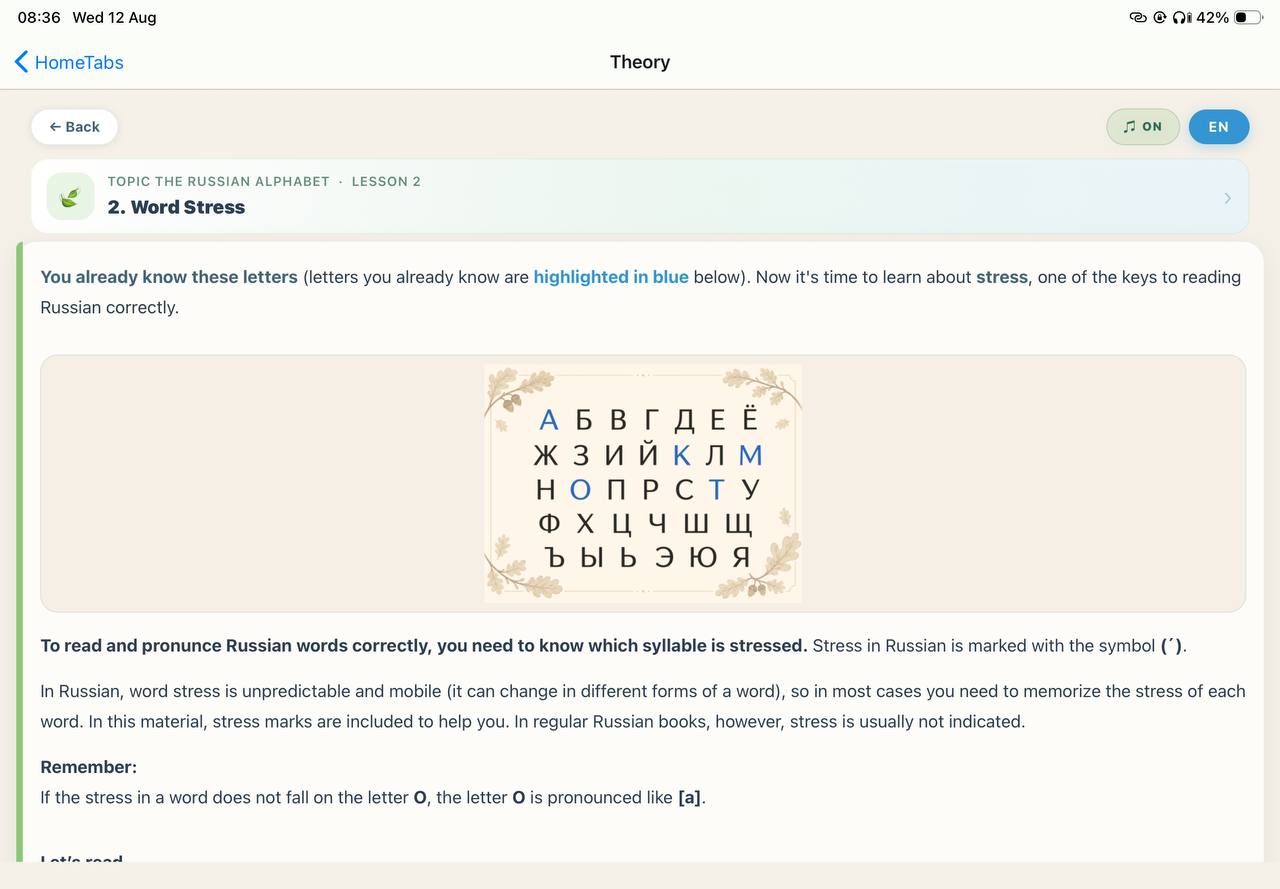 08:36 Wed 12 Aug
42%
HomeTabs
Theory
← Back
ON
EN
TOPIC THE RUSSIAN ALPHABET · LESSON 2
2. Word Stress
You already know these letters (letters you already know are highlighted in blue below). Now it's time to learn about stress, one of the keys to reading
Russian correctly.
А Б В Г Д Е Ё
Ж З И Й К Л М
Н О П Р С Т У
Ф Х Ц Ч Ш Щ
Ъ Ы Ь Э Ю Я
To read and pronunce Russian words correctly, you need to know which syllable is stressed. Stress in Russian is marked with the symbol (´).
In Russian, word stress is unpredictable and mobile (it can change in different forms of a word), so in most cases you need to memorize the stress of each
word. In this material, stress marks are included to help you. In regular Russian books, however, stress is usually not indicated.
Remember:
If the stress in a word does not fall on the letter О, the letter О is pronounced like [a].
Let's read